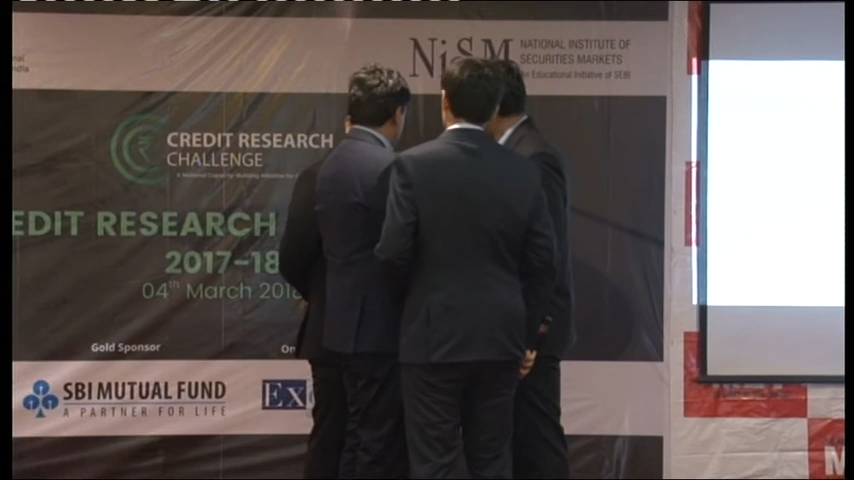 NiSM NATIONAL INSTITUTE OF
SECURITIES MARKETS
An Educational Initiative of SEBI
CREDIT RESEARCH
CHALLENGE
EDIT RESEARCH
2017-18
04th March 2018
Gold Sponsor
SBI MUTUAL FUND
A PARTNER FOR LIFE